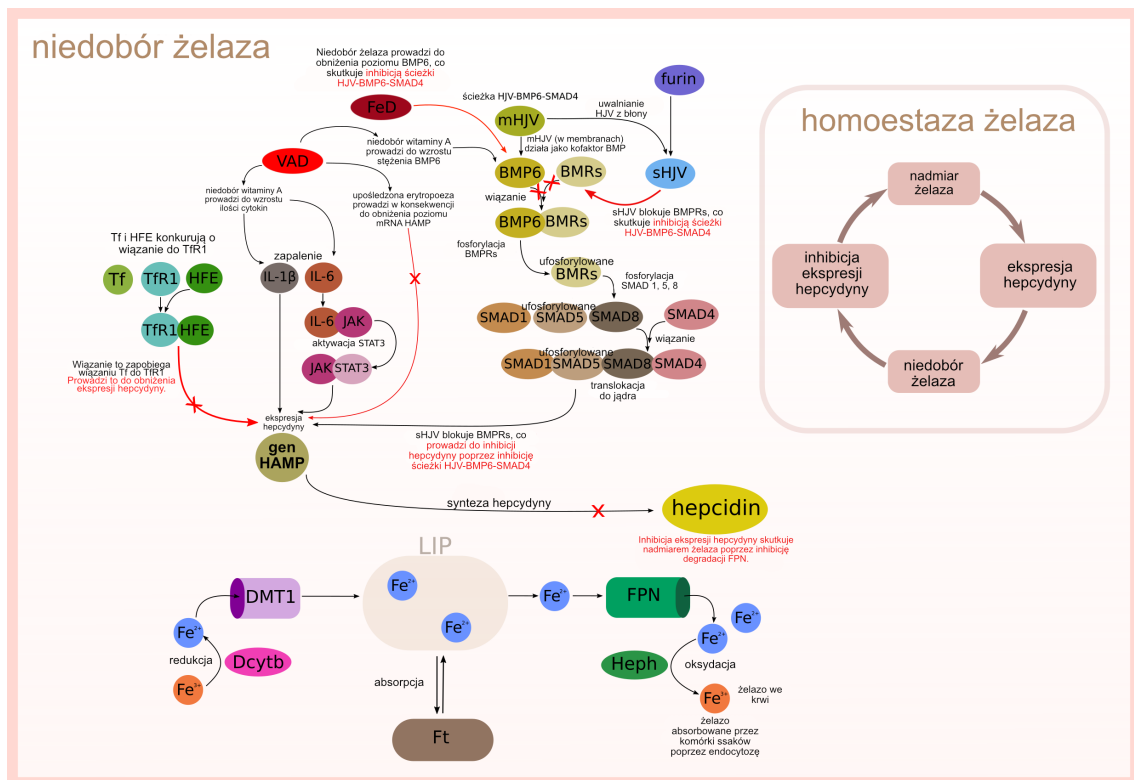 niedobór żelaza
Niedobór żelaza prowadzi do
obniżenia poziomu BMP6, co
skutkuje inhibicją ścieżki
HJV-BMP6-SMAD4
FeD
ścieżka HJV-BMP6-SMAD4
mHJV
furin
uwalnianie
HJV z błony
mHJV (w membranach)
działa jako kofaktor BMP
niedobór witaminy A
prowadzi do wzrostu
stężenia BMP6
VAD
BMP6
BMRs
sHJV
wiązanie
niedobór witaminy A
prowadzi do wzrostu
ilości cytokin
upośledzona erytropoeza
prowadzi w konsekwencji
do obniżenia poziomu
mRNA HAMP
sHJV blokuje BMPRs, co
skutkuje inhibicją ścieżki
HJV-BMP6-SMAD4
BMP6
BMRs
fosforylacja
BMPRs
Tf i HFE konkurują o
wiązanie do TfR1
zapalenie
Tf
TfR1
HFE
IL-1β
IL-6
ufosforylowane
BMRs
fosforylacja
SMAD 1, 5, 8
TfR1
HFE
IL-6
JAK
aktywacja STAT3
ufosforylowane
SMAD1
SMAD5
SMAD8
SMAD4
wiązanie
JAK
STAT3
ufosforylowane
SMAD1
SMAD5
SMAD8
SMAD4
translokacja
do jądra
Wiązanie to zapobiega
wiązaniu Tf do TfR1
Prowadzi to do obniżenia
ekspresji hepcydyny.
ekspresja
hepcydyny
gen
HAMP
sHJV blokuje BMPRs, co
prowadzi do inhibicji
hepcydyny poprzez inhibicję
ścieżki HJV-BMP6-SMAD4
synteza hepcydyny
hepcidin
Inhibicja ekspresji hepcydyny skutkuje
nadmiarem żelaza poprzez inhibicję
degradacji FPN.
LIP
Fe²⁺
Fe²⁺
DMT1
Fe²⁺
FPN
Fe²⁺
Fe²⁺
Fe²⁺
redukcja
Dcytb
Fe³⁺
absorpcja
Ft
Heph
oksydacja
Fe³⁺
żelazo we
krwi
żelazo
absorbowane przez
komórki ssaków
poprzez endocytozę
homoestaza żelaza
nadmiar
żelaza
ekspresja
hepcydyny
niedobór
żelaza
inhibicja
ekspresji
hepcydyny